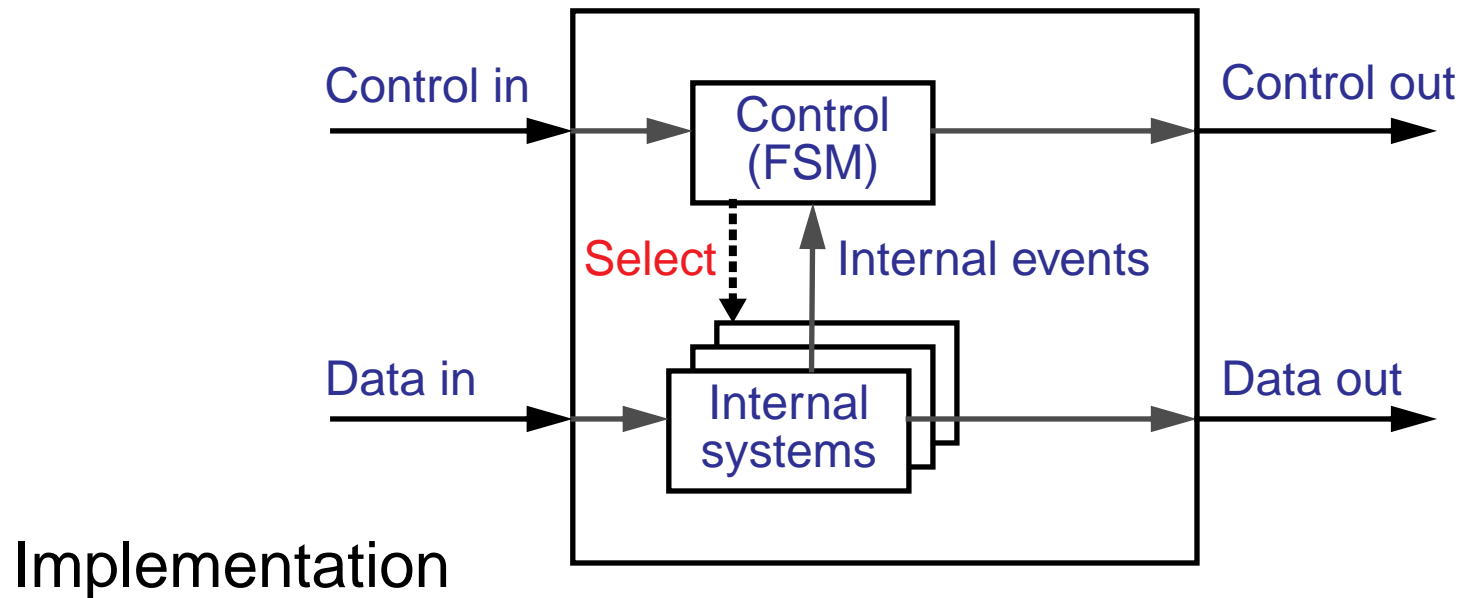 Control in
Control out
Control
(FSM)
Select
Internal events
Data in
Data out
Internal
systems
Implementation